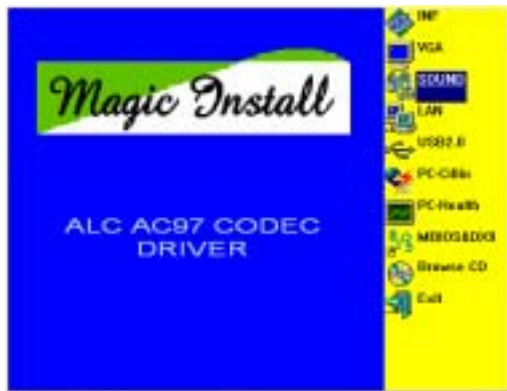 Magic Install
ALC AC97 CODEC
DRIVER
INF
VGA
SOUND
LAN
USB2.0
PC-Cillin
PC-Health
Browse CD
Exit